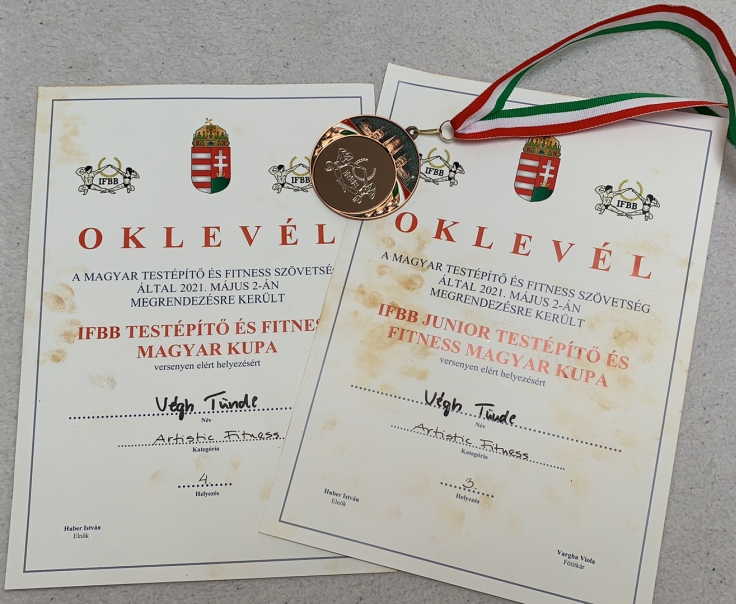 IFBB
IFBB
OKLEVÉL
A MAGYAR TESTÉPÍTŐ ÉS FITNESS SZÖVETSÉG
ÁLTAL 2021. MÁJUS 2-ÁN
MEGRENDEZÉSRE KERÜLT
IFBB TESTÉPÍTŐ ÉS FITNESS
MAGYAR KUPA
versenyen elért helyezésért
Végh Tünde
Név
Artistic Fitness
Kategória
4.
Helyezés
Huber István
Elnök
IFBB
IFBB
OKLEVÉL
A MAGYAR TESTÉPÍTŐ ÉS FITNESS SZÖVETSÉG
ÁLTAL 2021. MÁJUS 2-ÁN
MEGRENDEZÉSRE KERÜLT
IFBB JUNIOR TESTÉPÍTŐ ÉS
FITNESS MAGYAR KUPA
versenyen elért helyezésért
Végh Tünde
Név
Artistic Fitness
Kategória
3.
Helyezés
Huber István
Elnök
Vargha Viola
Főtitkár